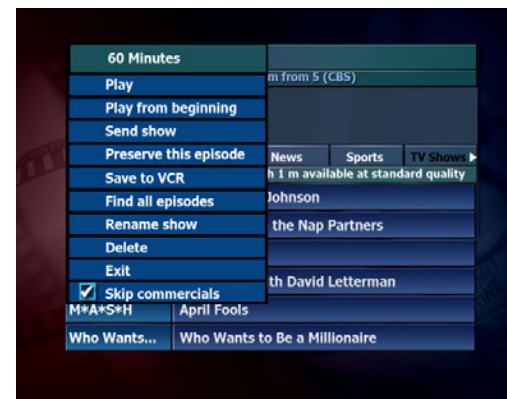 60 Minutes
m from 5 (CBS)
Play
Play from beginning
Send show
Preserve this episode
News
Sports
TV Shows
Save to VCR
h 1 m available at standard quality
Find all episodes
Johnson
Rename show
the Nap Partners
Delete
Exit
th David Letterman
Skip commercials
M*A*S*H
April Fools
Who Wants...
Who Wants to Be a Millionaire